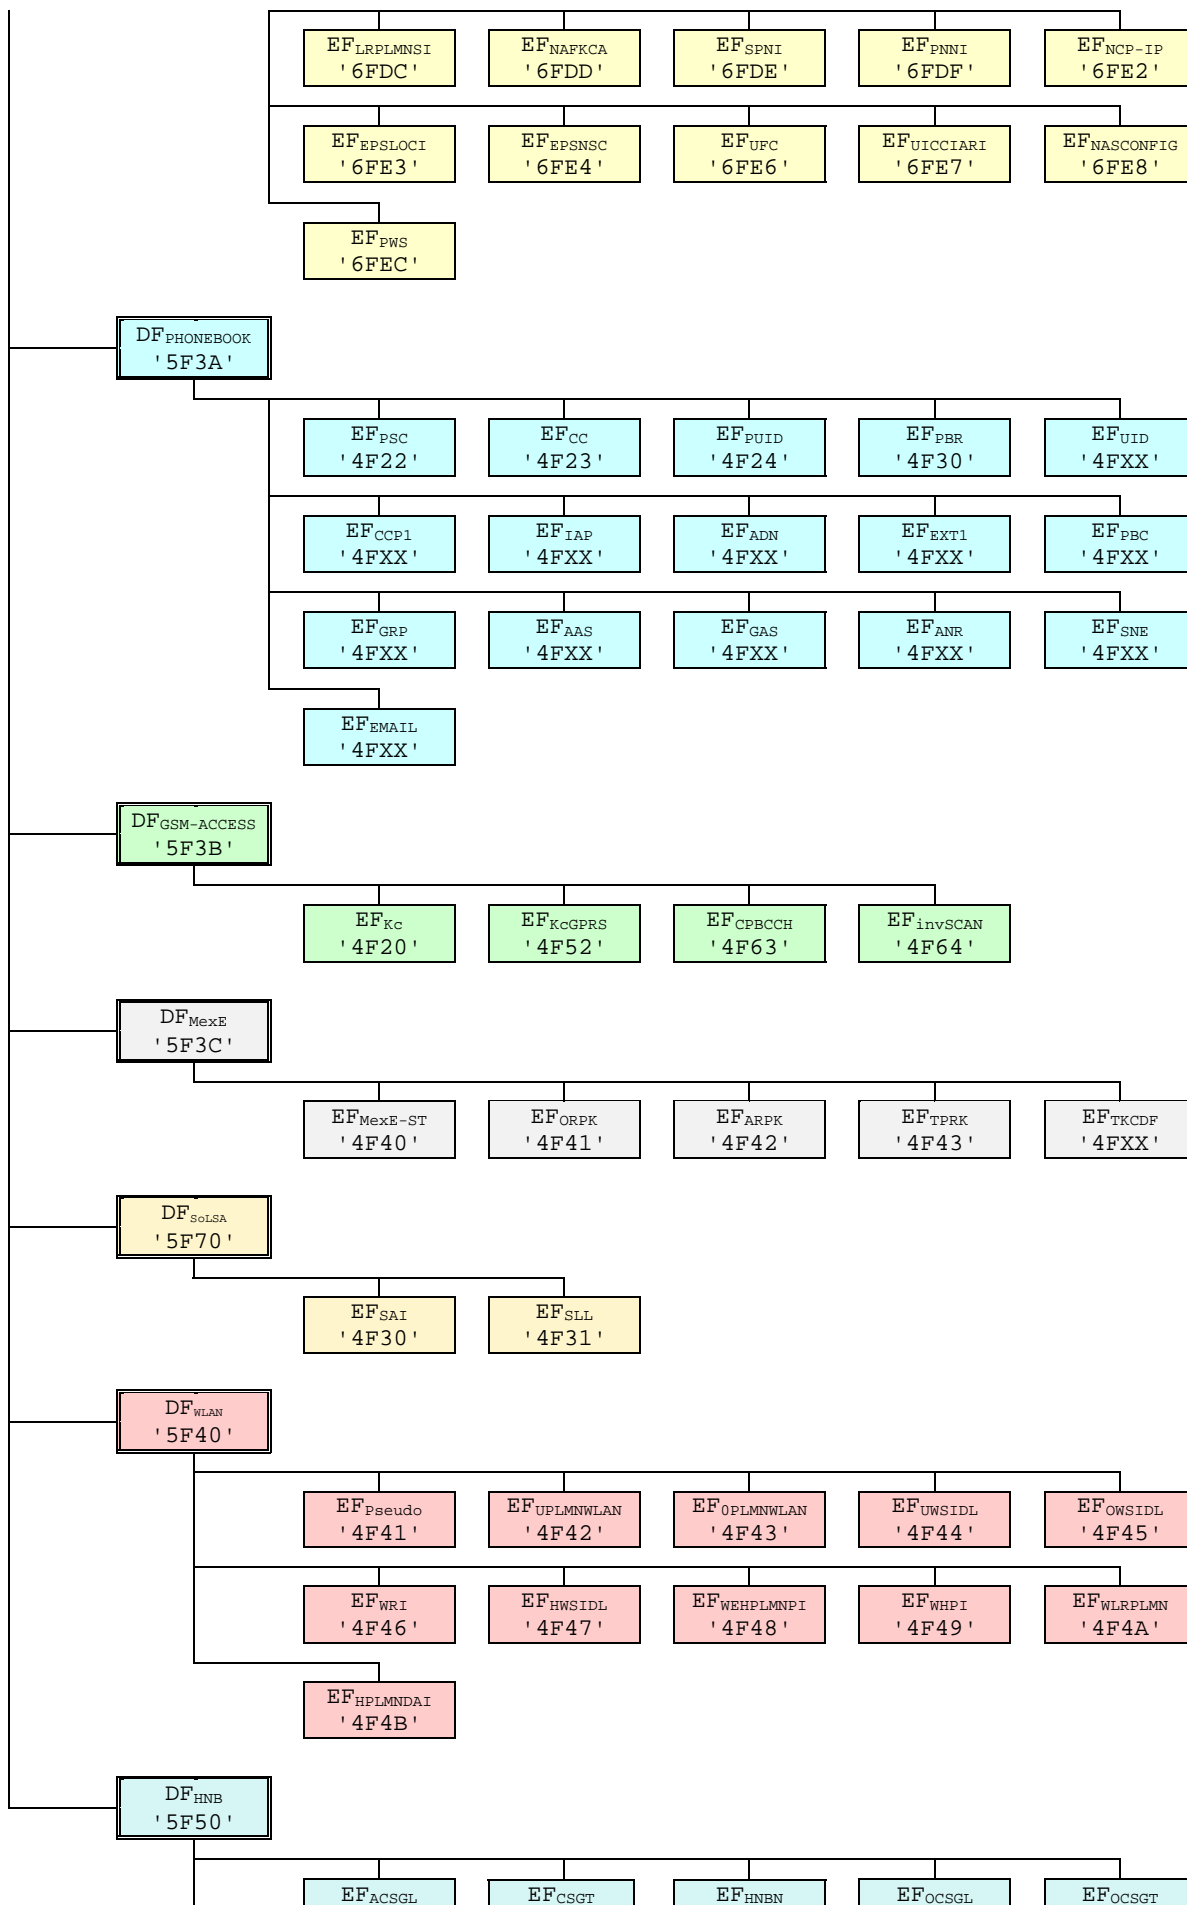 EFLRPLMNSI EFNAFKCA EFSPNI EFPNNI EFNCP-IP
'6FDC' '6FDD' '6FDE' '6FDF' '6FE2'
EFEPSLOCI EFEPSNSC EFUFC EFUICCIARI EFNASCONFIG
'6FE3' '6FE4' '6FE6' '6FE7' '6FE8'
EFPWS
'6FEC'
DFPHONEBOOK
'5F3A'
EFPSC EFCC EFPUID EFPBR EFUID
'4F22' '4F23' '4F24' '4F30' '4FXX'
EFCCP1 EFIAP EFADN EFEXT1 EFPBC
'4FXX' '4FXX' '4FXX' '4FXX' '4FXX'
EFGRP EFAAS EFGAS EFANR EFSNE
'4FXX' '4FXX' '4FXX' '4FXX' '4FXX'
EFEMAIL
'4FXX'
DFGSM-ACCESS
'5F3B'
EFKc EFKcGPRS EFCPBCCH EFinvSCAN
'4F20' '4F52' '4F63' '4F64'
DFMexE
'5F3C'
EFMexE-ST EFORPK EFARPK EFTPRK EFTKCDF
'4F40' '4F41' '4F42' '4F43' '4FXX'
DFSoLSA
'5F70'
EFSAI EFSLL
'4F30' '4F31'
DFWLAN
'5F40'
EFPseudo EFUPLMNWLAN EF0PLMNWLAN EFUWSIDL EFOWSIDL
'4F41' '4F42' '4F43' '4F44' '4F45'
EFWRI EFHWSIDL EFWEHPLMNPI EFWHPI EFWLRPLMN
'4F46' '4F47' '4F48' '4F49' '4F4A'
EFHPLMNDAI
'4F4B'
DFHNB
'5F50'
EFACSGL EFCSGT EFHNBN EFOCSGL EFOCSGT